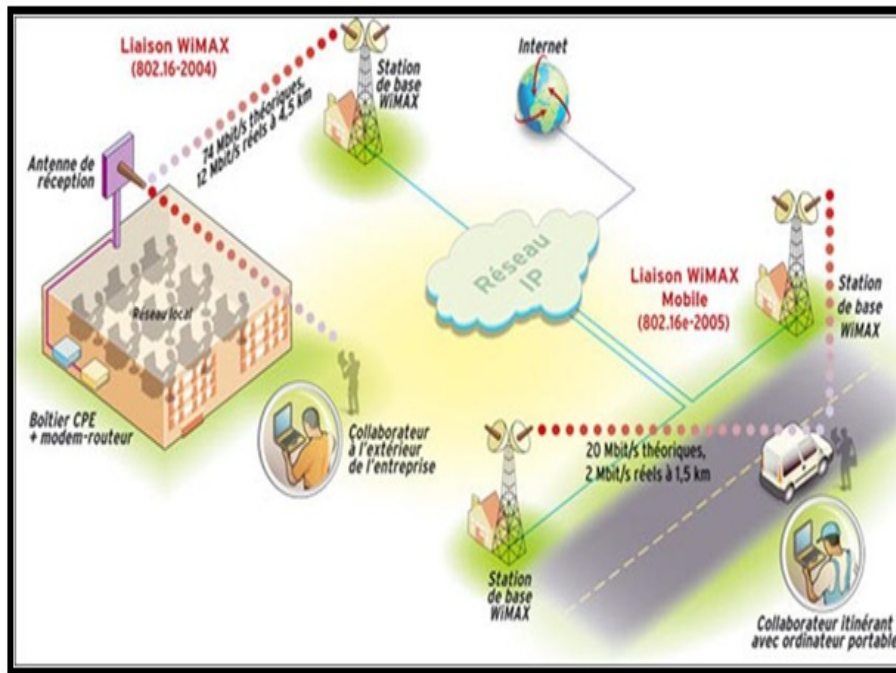 Liaison WiMAX
(802.16-2004)
74 Mbit/s théoriques,
12 Mbit/s réels à 4,5 km
Station
de base
WiMAX
Internet
Antenne de
réception
Réseau local
Boîtier CPE
+ modem-routeur
Collaborateur
à l'extérieur
de l'entreprise
Réseau
IP
Liaison WiMAX
Mobile
(802.16e-2005)
Station
de base
WiMAX
20 Mbit/s théoriques,
2 Mbit/s réels à 1,5 km
Station
de base
WiMAX
Collaborateur itinérant
avec ordinateur portable